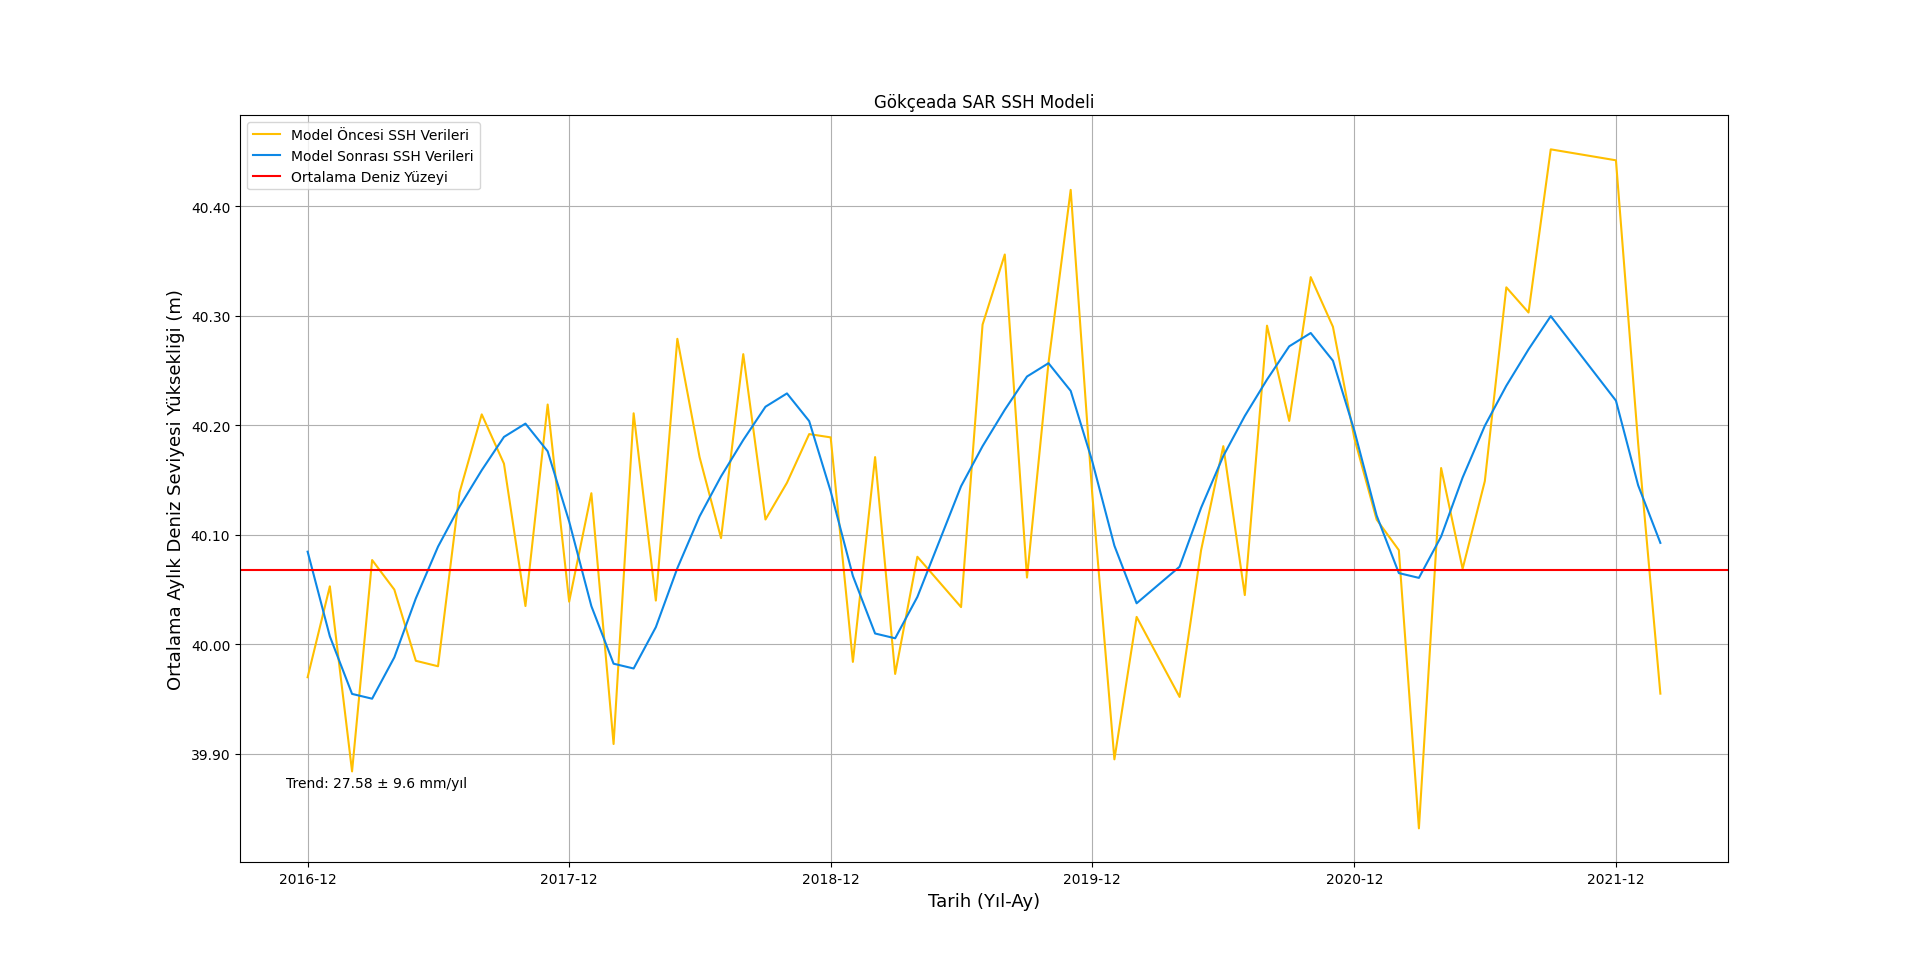 Gökçeada SAR SSH Modeli
Model Öncesi SSH Verileri
Model Sonrası SSH Verileri
Ortalama Deniz Yüzeyi
Ortalama Aylık Deniz Seviyesi Yüksekliği (m)
40.40
40.30
40.20
40.10
40.00
39.90
Trend: 27.58 ± 9.6 mm/yıl
2016-12 2017-12 2018-12 2019-12 2020-12 2021-12
Tarih (Yıl-Ay)